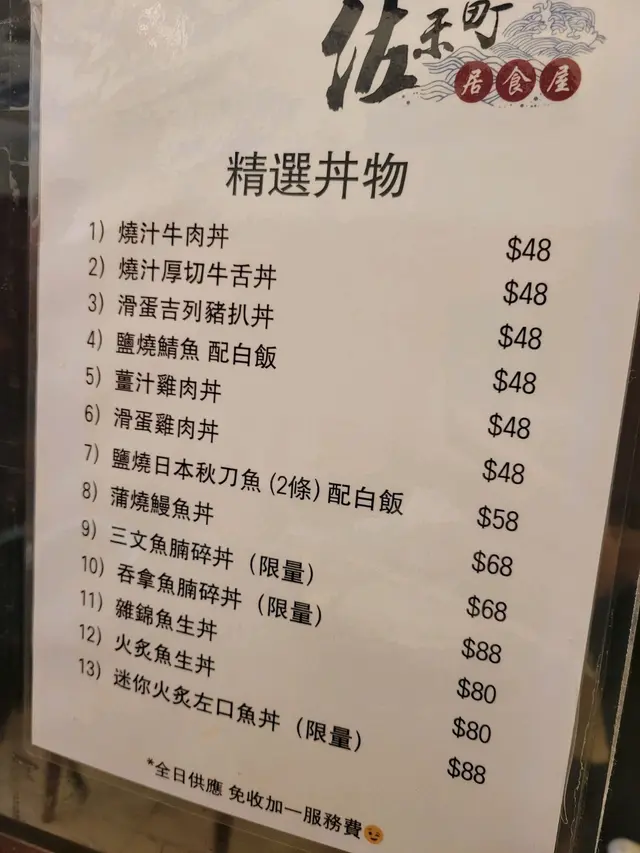 佐禾町
居食屋
精選丼物
1) 燒汁牛肉丼 $48
2) 燒汁厚切牛舌丼 $48
3) 滑蛋吉列豬扒丼 $48
4) 鹽燒鯖魚 配白飯 $48
5) 薑汁雞肉丼 $48
6) 滑蛋雞肉丼 $48
7) 鹽燒日本秋刀魚 (2條) 配白飯 $58
8) 蒲燒鰻魚丼 $68
9) 三文魚腩碎丼 (限量) $68
10) 吞拿魚腩碎丼 (限量) $88
11) 雜錦魚生丼 $80
12) 火炙魚生丼 $80
13) 迷你火炙左口魚丼 (限量) $88
*全日供應 免收加一服務費😉